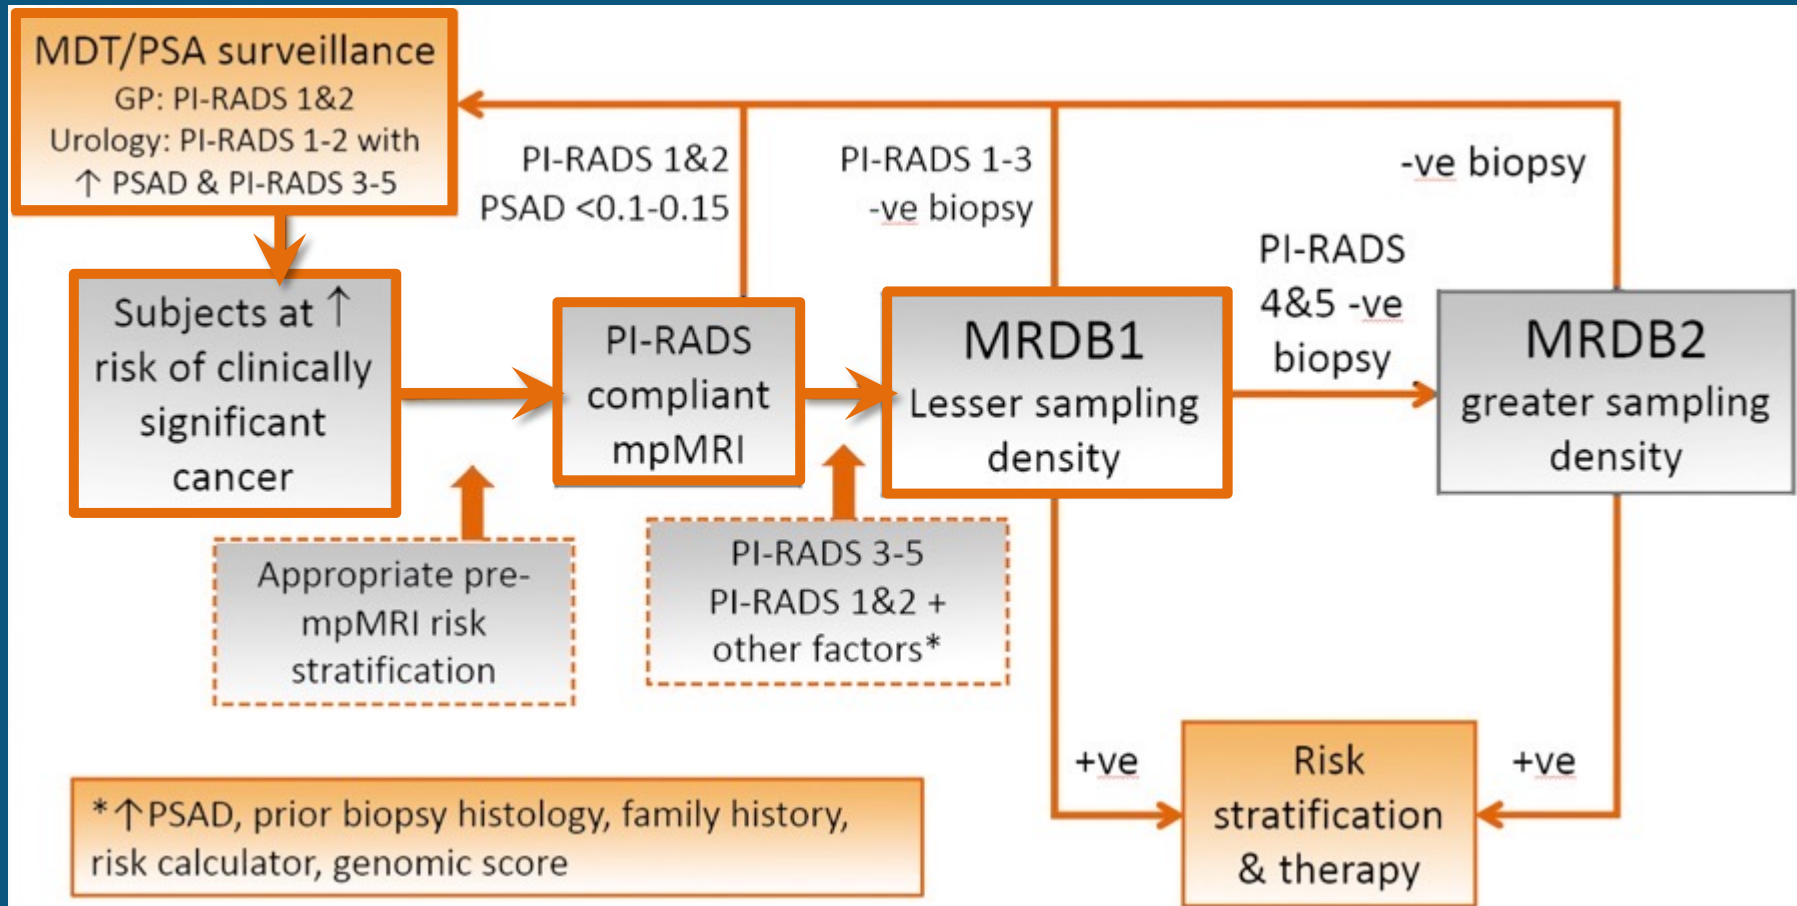 MDT/PSA surveillance
GP: PI-RADS 1&2
Urology: PI-RADS 1-2 with
↑ PSAD & PI-RADS 3-5
PI-RADS 1&2
PSAD <0.1-0.15
PI-RADS 1-3
-ve biopsy
-ve biopsy
PI-RADS
4&5 -ve
biopsy
Subjects at ↑
risk of clinically
significant
cancer
PI-RADS
compliant
mpMRI
MRDB1
Lesser sampling
density
MRDB2
greater sampling
density
Appropriate pre-
mpMRI risk
stratification
PI-RADS 3-5
PI-RADS 1&2 +
other factors*
+ve
Risk
stratification
& therapy
+ve
*↑PSAD, prior biopsy histology, family history,
risk calculator, genomic score